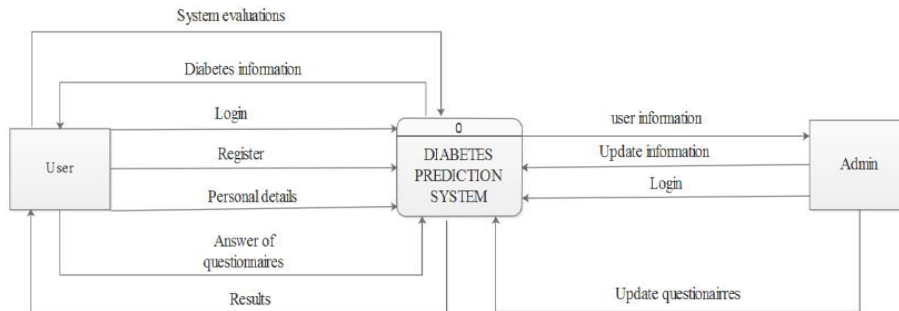 System evaluations
Diabetes information
Login
Register
Personal details
Answer of
questionnaires
Results
User
0
DIABETES
PREDICTION
SYSTEM
user information
Update information
Login
Update questionairres
Admin